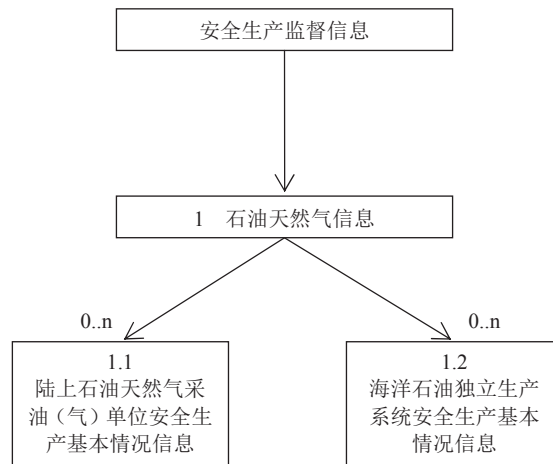 安全生产监督信息
1 石油天然气信息
0..n
0..n
1.1
陆上石油天然气采
油（气）单位安全生
产基本情况信息
1.2
海洋石油独立生产
系统安全生产基本
情况信息